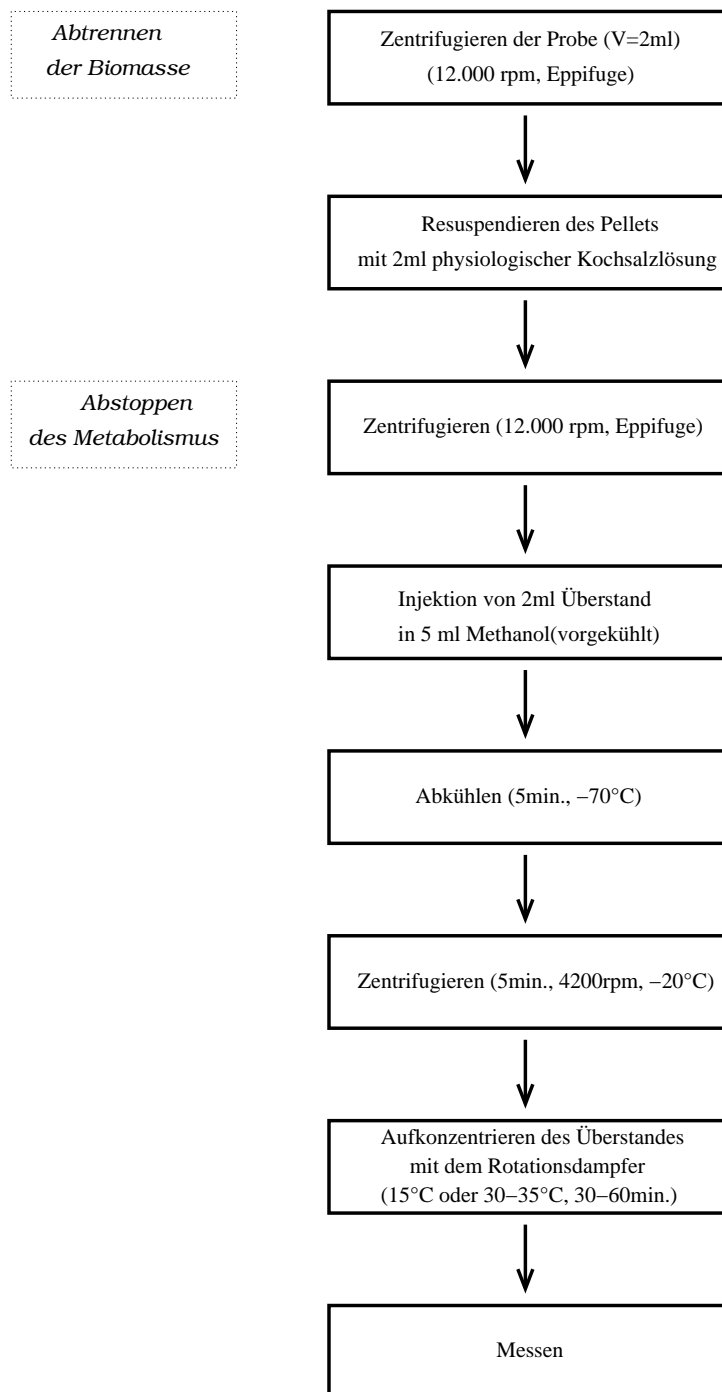 Abtrennen
der Biomasse
Zentrifugieren der Probe (V=2ml)
(12.000 rpm, Eppifuge)
Resuspendieren des Pellets
mit 2ml physiologischer Kochsalzlösung
Abstoppen
des Metabolismus
Zentrifugieren (12.000 rpm, Eppifuge)
Injektion von 2ml Überstand
in 5 ml Methanol(vorgekühlt)
Abkühlen (5min., −70°C)
Zentrifugieren (5min., 4200rpm, −20°C)
Aufkonzentrieren des Überstandes
mit dem Rotationsdampfer
(15°C oder 30−35°C, 30−60min.)
Messen